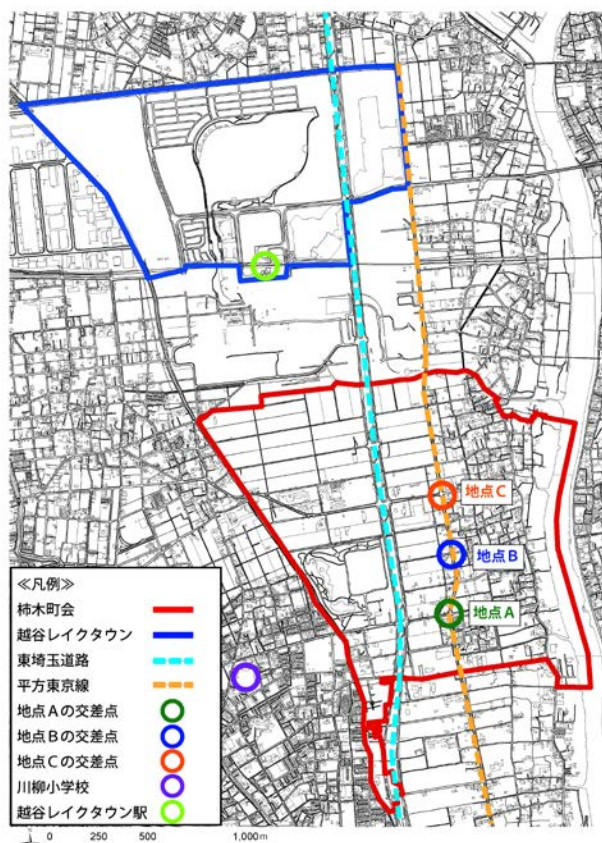 地点C
地点B
地点A
≪凡例≫
柿木町会
越谷レイクタウン
東埼玉道路
平方東京線
地点Aの交差点
地点Bの交差点
地点Cの交差点
川柳小学校
越谷レイクタウン駅
0 250 500 1,000m